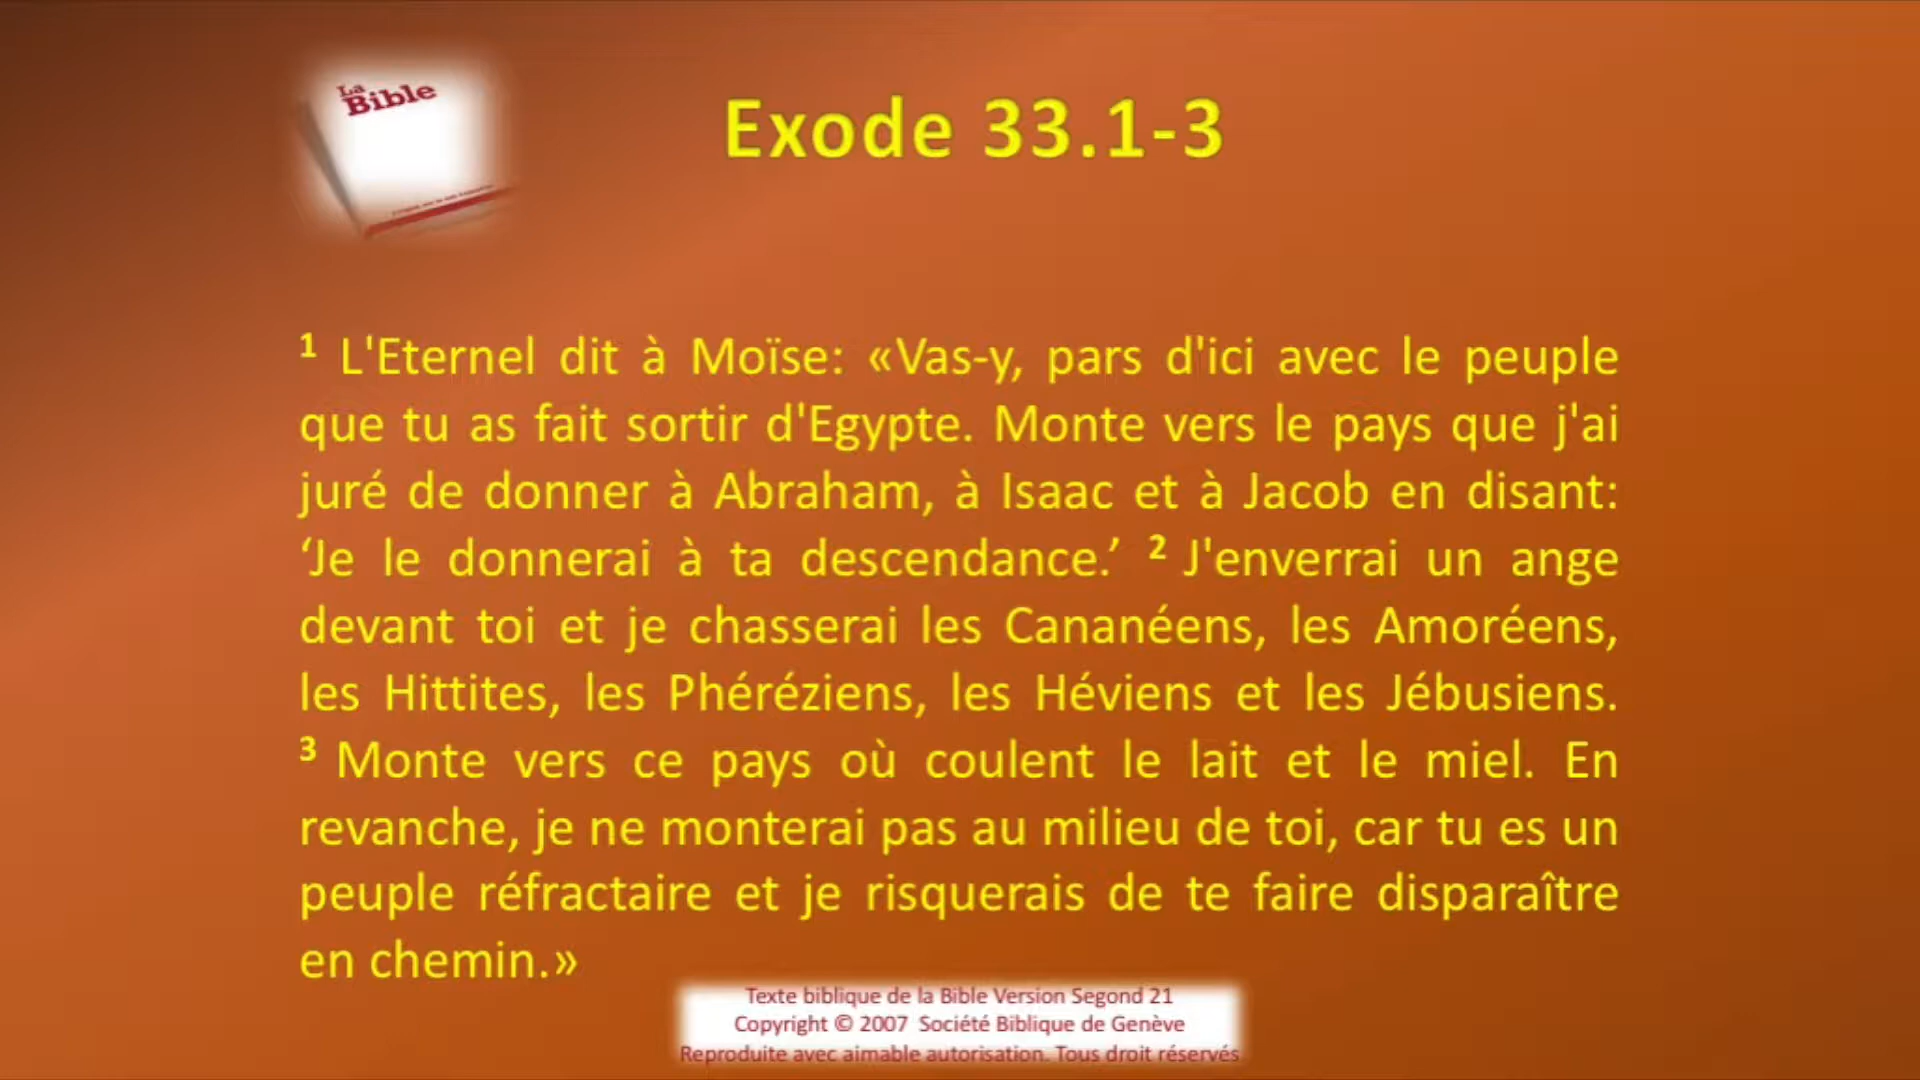 La
Bible
Exode 33.1-3
1 L'Eternel dit à Moïse: «Vas-y, pars d'ici avec le peuple
que tu as fait sortir d'Egypte. Monte vers le pays que j'ai
juré de donner à Abraham, à Isaac et à Jacob en disant:
‘Je le donnerai à ta descendance.’ 2 J'enverrai un ange
devant toi et je chasserai les Cananéens, les Amoréens,
les Hittites, les Phéréziens, les Héviens et les Jébusiens.
3 Monte vers ce pays où coulent le lait et le miel. En
revanche, je ne monterai pas au milieu de toi, car tu es un
peuple réfractaire et je risquerais de te faire disparaître
en chemin.»
Texte biblique de la Bible Version Segond 21
Copyright © 2007 Société Biblique de Genève
Reproduite avec aimable autorisation. Tous droit réservés